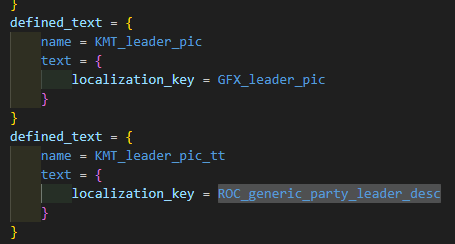 }
defined_text = {
name = KMT_leader_pic
text = {
localization_key = GFX_leader_pic
}
}
defined_text = {
name = KMT_leader_pic_tt
text = {
localization_key = ROC_generic_party_leader_desc
}
}